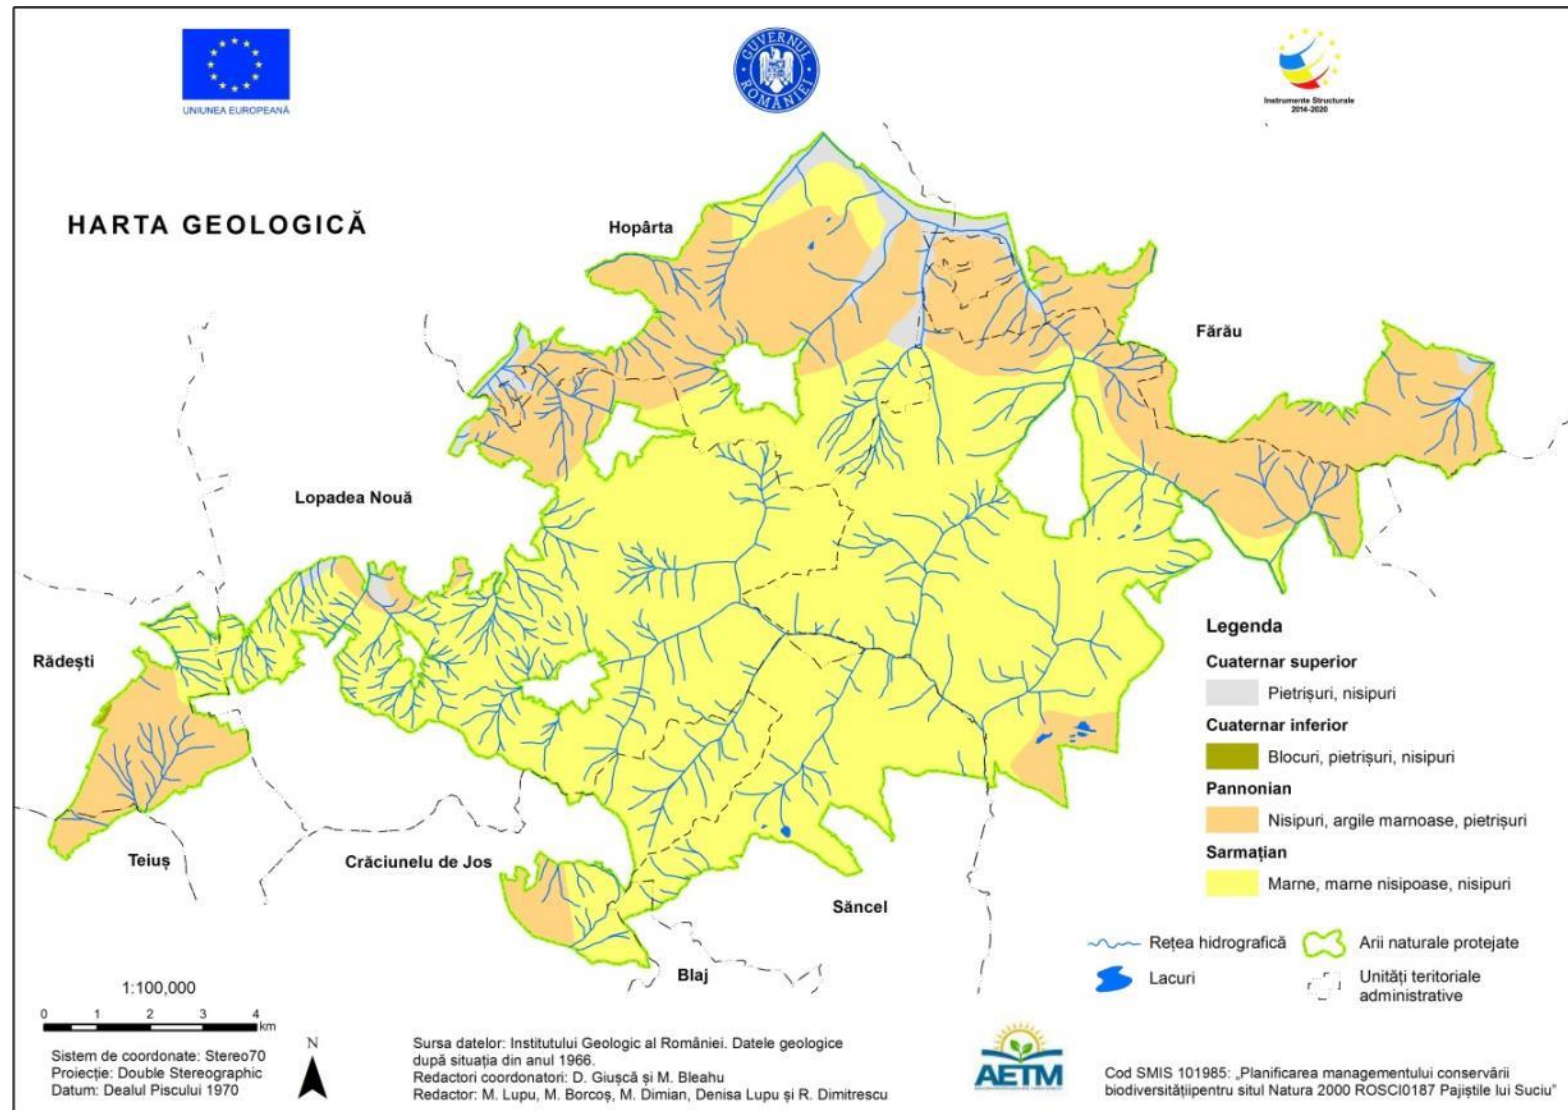 UNIUNEA EUROPEANĂ
GUVERNUL ROMÂNIEI
Instrumente Structurale
2014-2020
HARTA GEOLOGICĂ
Hopârta
Fărău
Lopadea Nouă
Rădești
Teiuș
Crăciunelu de Jos
Săncel
Blaj
Legenda
Cuaternar superior
Pietrișuri, nisipuri
Cuaternar inferior
Blocuri, pietrișuri, nisipuri
Pannonian
Nisipuri, argile marnoase, pietrișuri
Sarmațian
Marne, marne nisipoase, nisipuri
Rețea hidrografică
Arii naturale protejate
Lacuri
Unități teritoriale
administrative
1:100,000
0 1 2 3 4
km
N
Sistem de coordonate: Stereo70
Proiecție: Double Stereographic
Datum: Dealul Piscului 1970
Sursa datelor: Institutului Geologic al României. Datele geologice
după situația din anul 1966.
Redactori coordonatori: D. Giușcă și M. Bleahu
Redactor: M. Lupu, M. Borcoș, M. Dimian, Denisa Lupu și R. Dimitrescu
AETM
Cod SMIS 101985: „Planificarea managementului conservării
biodiversitățiipentru situl Natura 2000 ROSCI0187 Pajiștile lui Suciu”